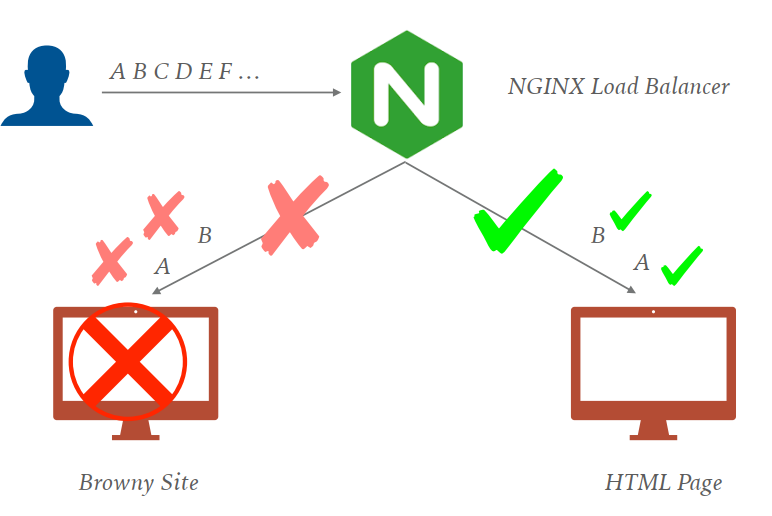 A B C D E F …
N
NGINX Load Balancer
B
A
B
A
Browny Site
HTML Page